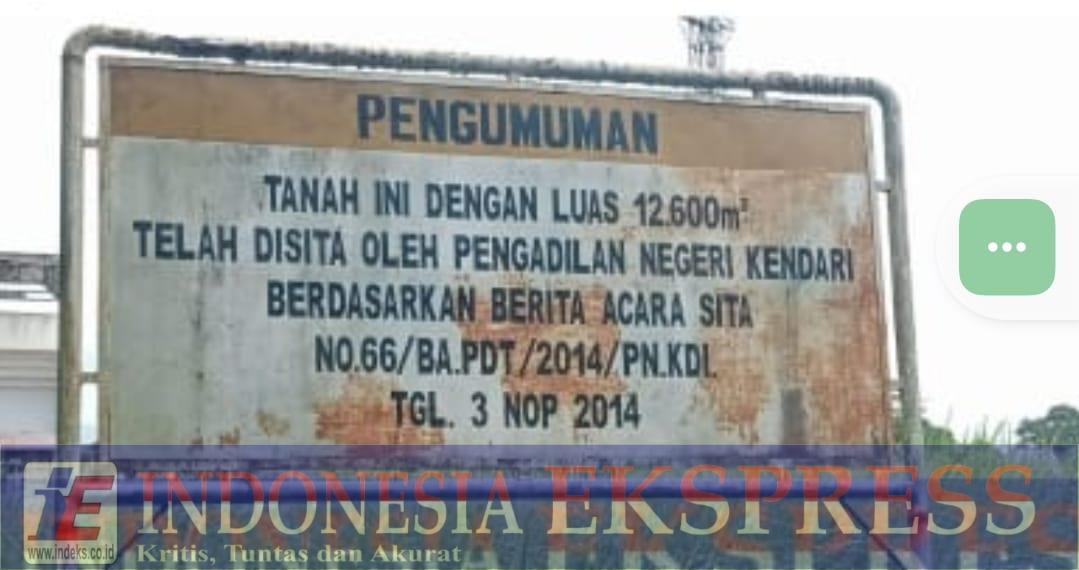 PENGUMUMAN
TANAH INI DENGAN LUAS 12.600m²
TELAH DISITA OLEH PENGADILAN NEGERI KENDARI
BERDASARKAN BERITA ACARA SITA
NO.66/BA.PDT/2014/PN.KDI.
TGL. 3 NOP 2014
iE INDONESIA EKSPRESS
www.indeks.co.id
Kritis, Tuntas dan Akurat